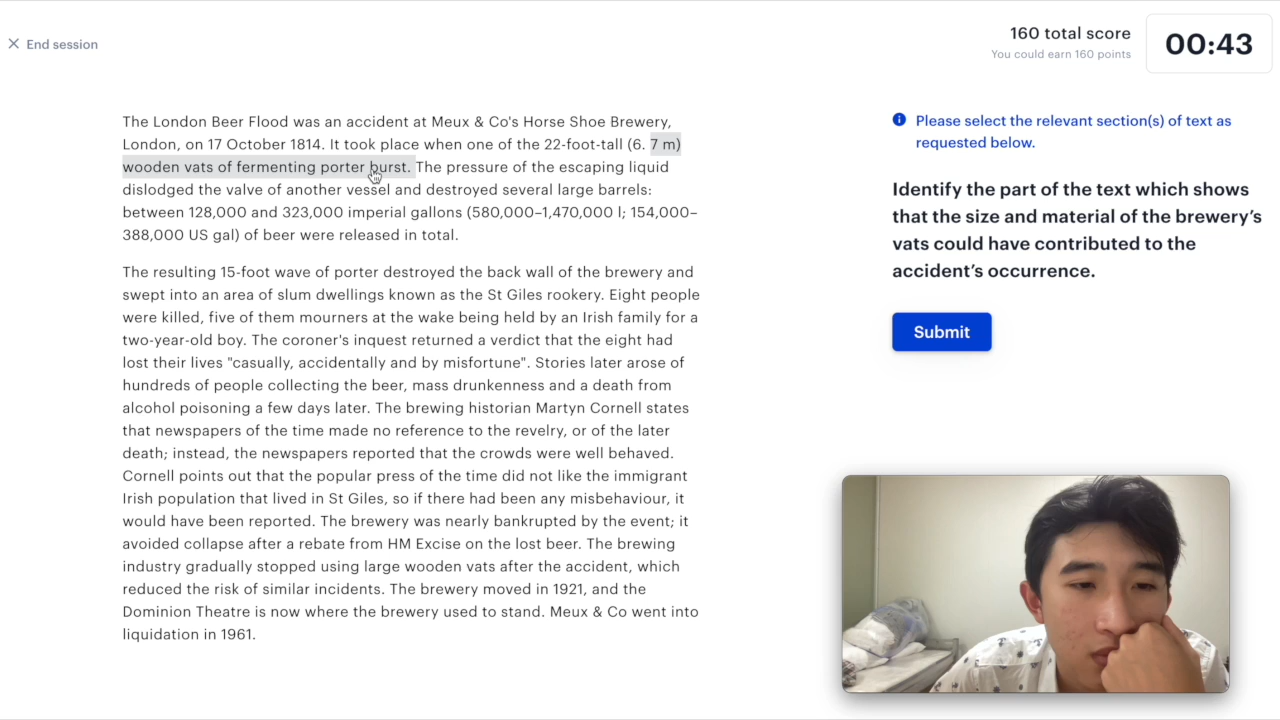 End session
160 total score
You could earn 160 points
00:43
The London Beer Flood was an accident at Meux & Co's Horse Shoe Brewery,
London, on 17 October 1814. It took place when one of the 22-foot-tall (6. 7 m)
wooden vats of fermenting porter burst. The pressure of the escaping liquid
dislodged the valve of another vessel and destroyed several large barrels:
between 128,000 and 323,000 imperial gallons (580,000–1,470,000 l; 154,000–
388,000 US gal) of beer were released in total.
The resulting 15-foot wave of porter destroyed the back wall of the brewery and
swept into an area of slum dwellings known as the St Giles rookery. Eight people
were killed, five of them mourners at the wake being held by an Irish family for a
two-year-old boy. The coroner's inquest returned a verdict that the eight had
lost their lives "casually, accidentally and by misfortune". Stories later arose of
hundreds of people collecting the beer, mass drunkenness and a death from
alcohol poisoning a few days later. The brewing historian Martyn Cornell states
that newspapers of the time made no reference to the revelry, or of the later
death; instead, the newspapers reported that the crowds were well behaved.
Cornell points out that the popular press of the time did not like the immigrant
Irish population that lived in St Giles, so if there had been any misbehaviour, it
would have been reported. The brewery was nearly bankrupted by the event; it
avoided collapse after a rebate from HM Excise on the lost beer. The brewing
industry gradually stopped using large wooden vats after the accident, which
reduced the risk of similar incidents. The brewery moved in 1921, and the
Dominion Theatre is now where the brewery used to stand. Meux & Co went into
liquidation in 1961.
Please select the relevant section(s) of text as
requested below.
Identify the part of the text which shows
that the size and material of the brewery’s
vats could have contributed to the
accident’s occurrence.
Submit